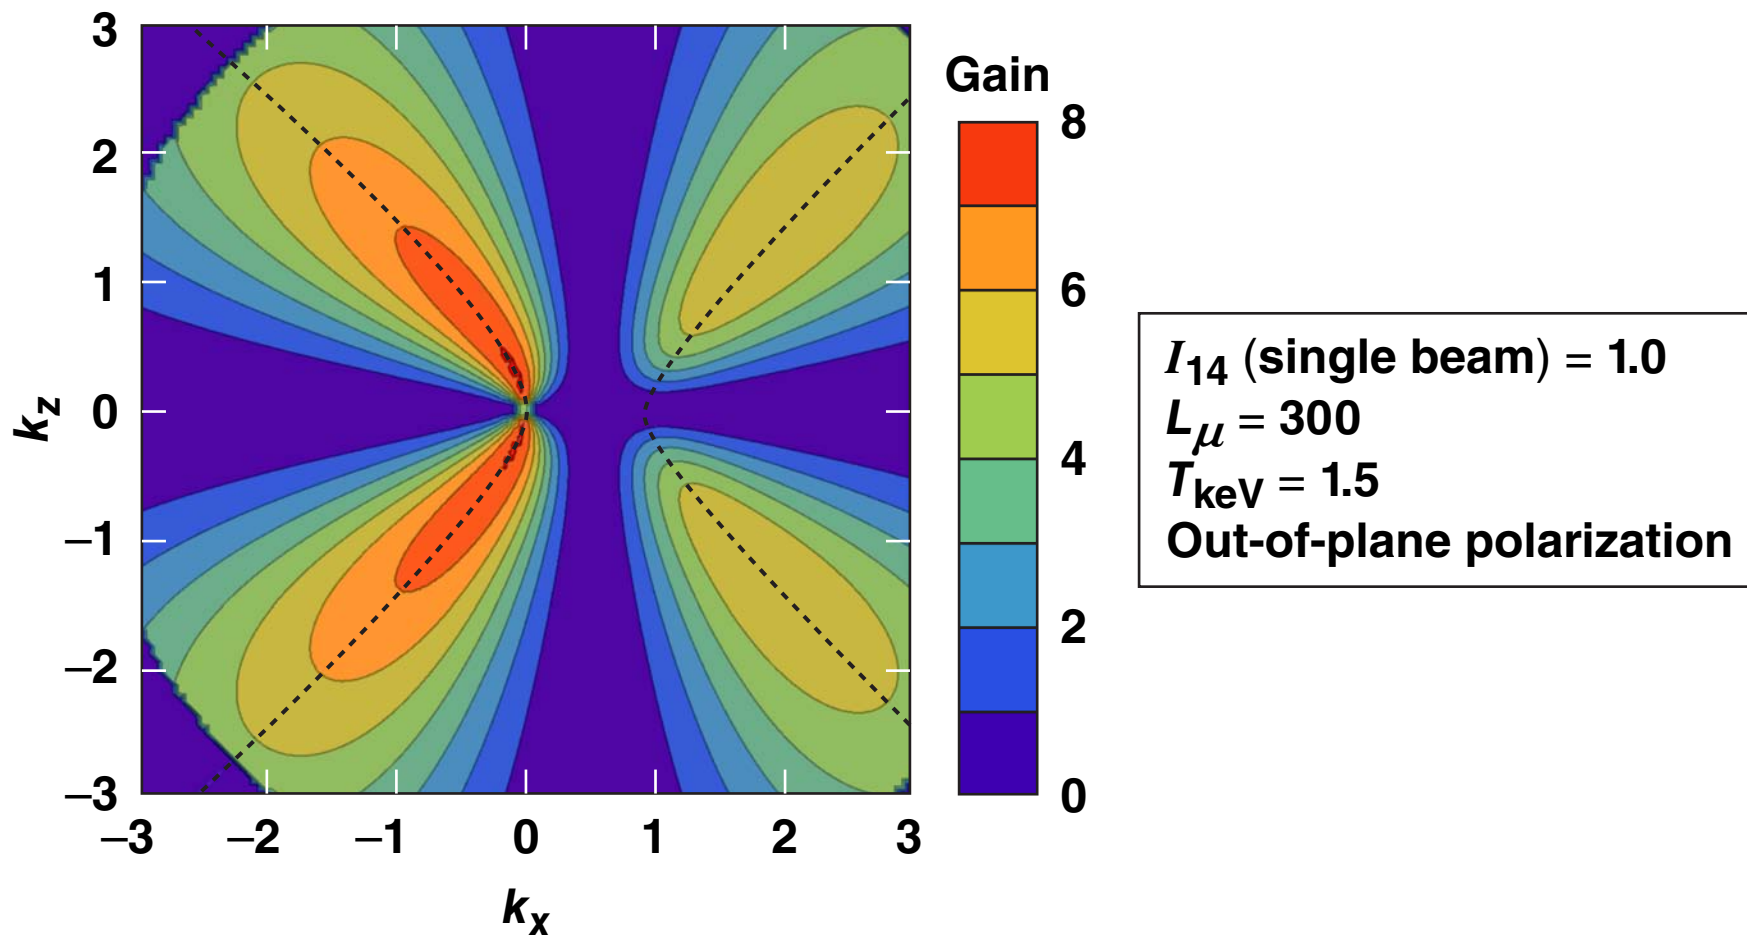 3
2
1
0
–1
–2
–3
kz
–3 –2 –1 0 1 2 3
kx
Gain
8
6
4
2
0
I14 (single beam) = 1.0
Lμ = 300
TkeV = 1.5
Out-of-plane polarization